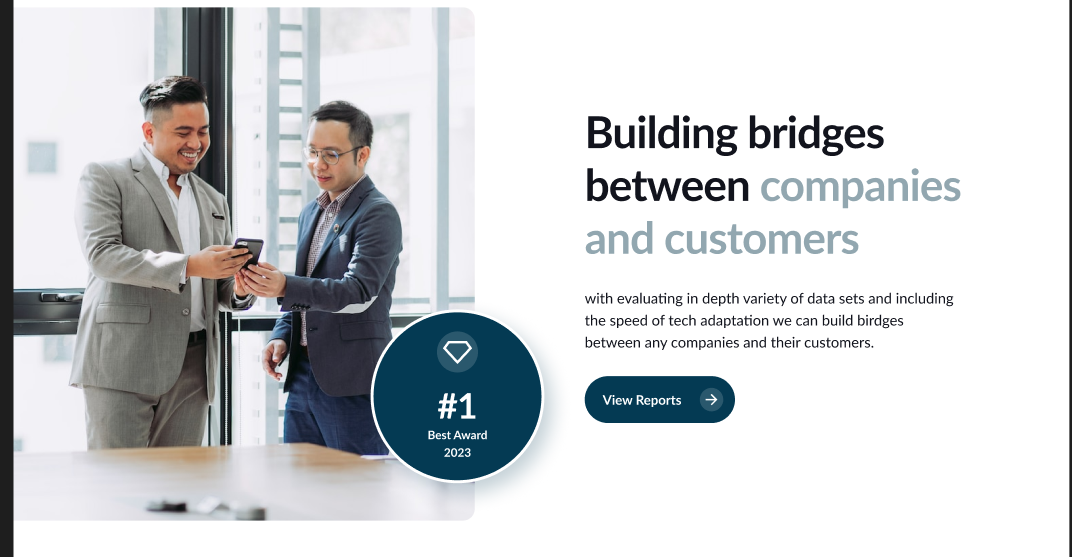 Building bridges
between companies
and customers
with evaluating in depth variety of data sets and including
the speed of tech adaptation we can build birdges
between any companies and their customers.
View Reports
#1
Best Award
2023